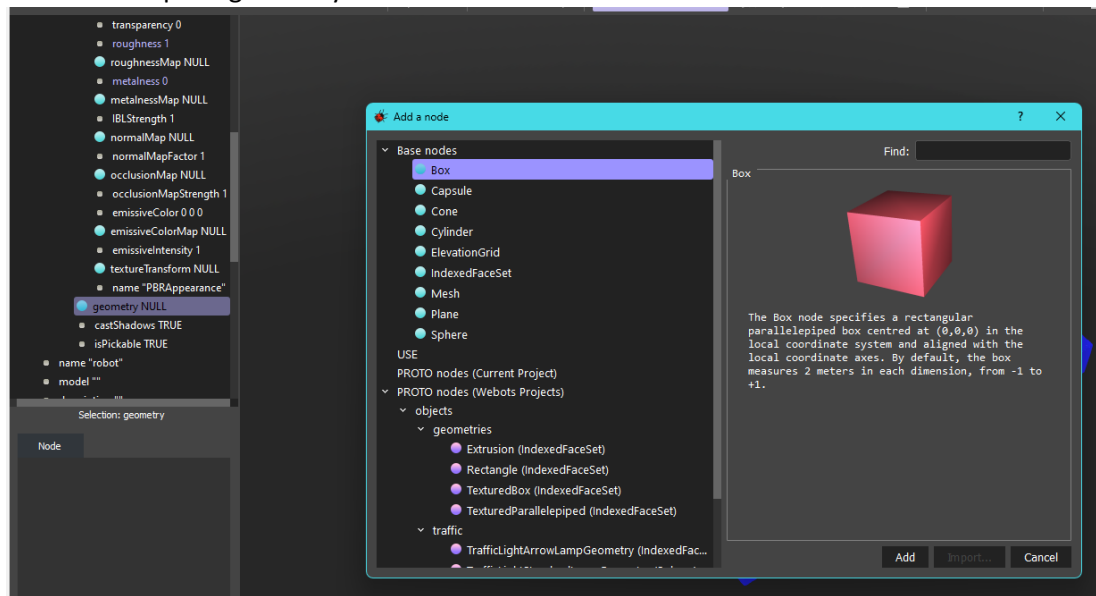 transparency 0
roughness 1
roughnessMap NULL
metalness 0
metalnessMap NULL
IBLStrength 1
normalMap NULL
normalMapFactor 1
occlusionMap NULL
occlusionMapStrength 1
emissiveColor 0 0 0
emissiveColorMap NULL
emissiveIntensity 1
textureTransform NULL
name "PBRAppearance"
geometry NULL
castShadows TRUE
isPickable TRUE
name "robot"
model ""
Selection: geometry
Node
Add a node
?
Base nodes
Box
Capsule
Cone
Cylinder
ElevationGrid
IndexedFaceSet
Mesh
Plane
Sphere
USE
PROTO nodes (Current Project)
PROTO nodes (Webots Projects)
objects
geometries
Extrusion (IndexedFaceSet)
Rectangle (IndexedFaceSet)
TexturedBox (IndexedFaceSet)
TexturedParallelepiped (IndexedFaceSet)
traffic
TrafficLightArrowLampGeometry (IndexedFac...
Find:
Box
The Box node specifies a rectangular
parallelepiped box centred at (0,0,0) in the
local coordinate system and aligned with the
local coordinate axes. By default, the box
measures 2 meters in each dimension, from -1 to
+1.
Add
Import...
Cancel